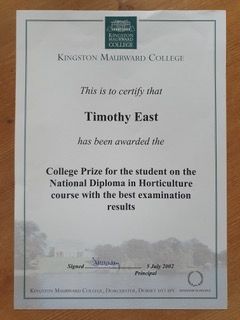 KINGSTON
MAURWARD
COLLEGE
KINGSTON MAURWARD COLLEGE
This is to certify that
Timothy East
has been awarded the
College Prize for the student on the
National Diploma in Horticulture
course with the best examination
results
Signed 5 July 2002
Principal
KINGSTON MAURWARD COLLEGE, DORCHESTER, DORSET DT2 8PY